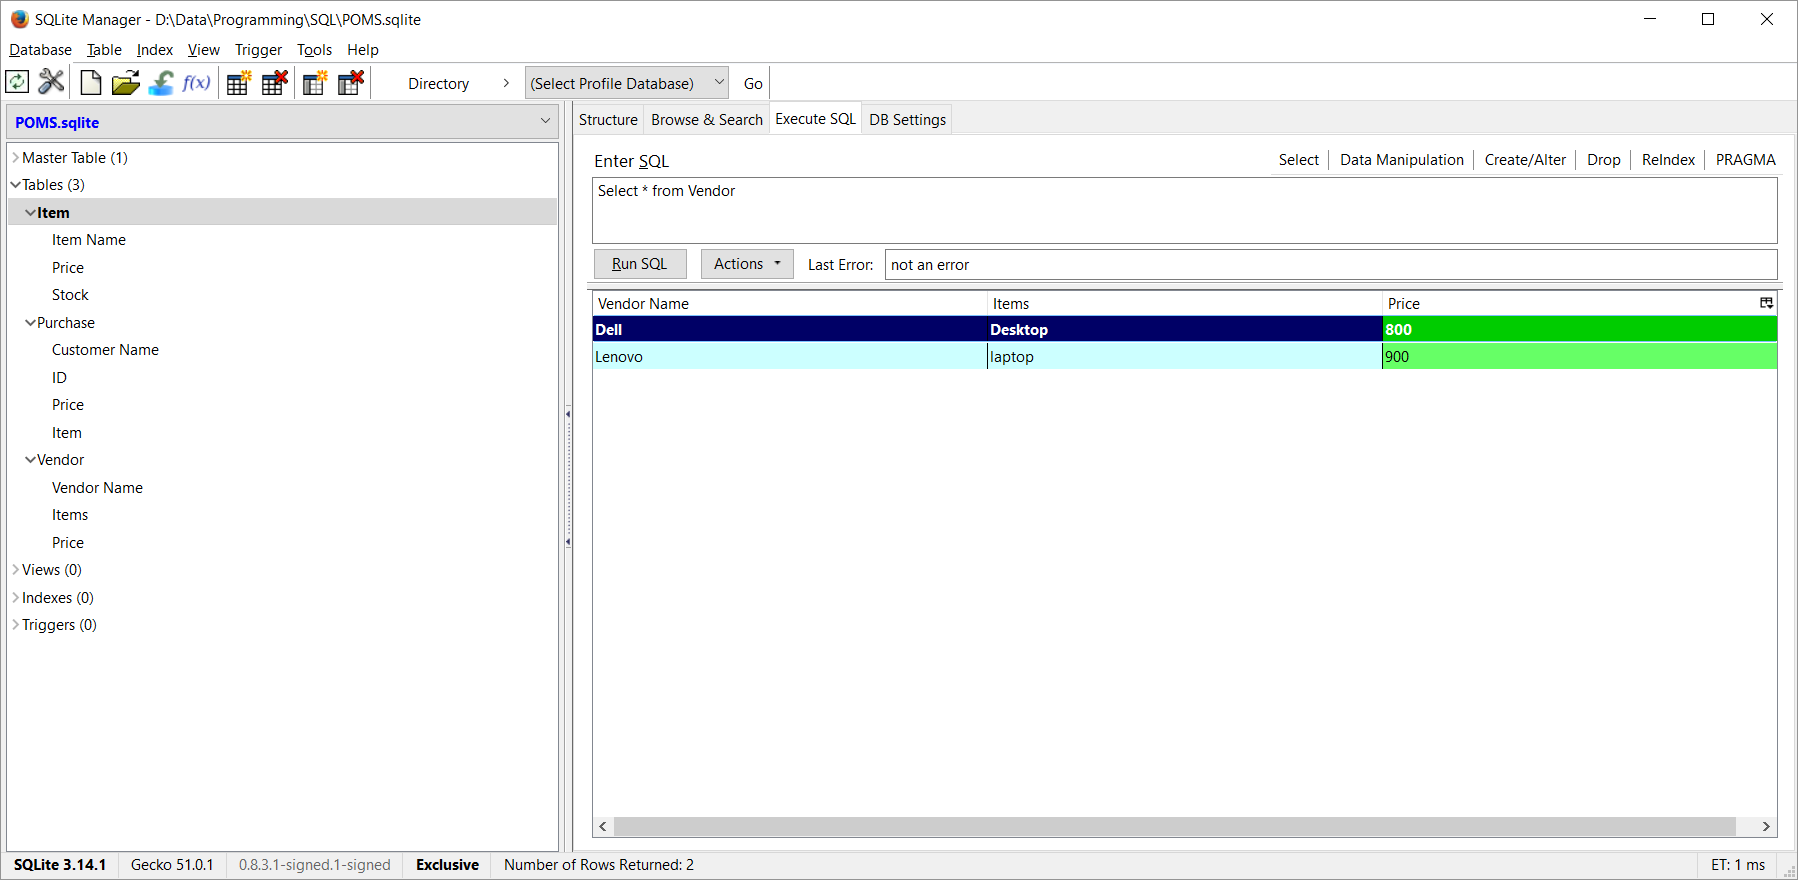 SQLite Manager - D:\Data\Programming\SQL\POMS.sqlite
Database Table Index View Trigger Tools Help
f(x) Directory > (Select Profile Database) Go
POMS.sqlite
Master Table (1)
Tables (3)
Item
Item Name
Price
Stock
Purchase
Customer Name
ID
Price
Item
Vendor
Vendor Name
Items
Price
Views (0)
Indexes (0)
Triggers (0)
Structure Browse & Search Execute SQL DB Settings
Enter SQL Select Data Manipulation Create/Alter Drop ReIndex PRAGMA
Select * from Vendor
Run SQL Actions Last Error: not an error
Vendor Name Items Price
Dell Desktop 800
Lenovo laptop 900
SQLite 3.14.1 Gecko 51.0.1 0.8.3.1-signed.1-signed Exclusive Number of Rows Returned: 2 ET: 1 ms